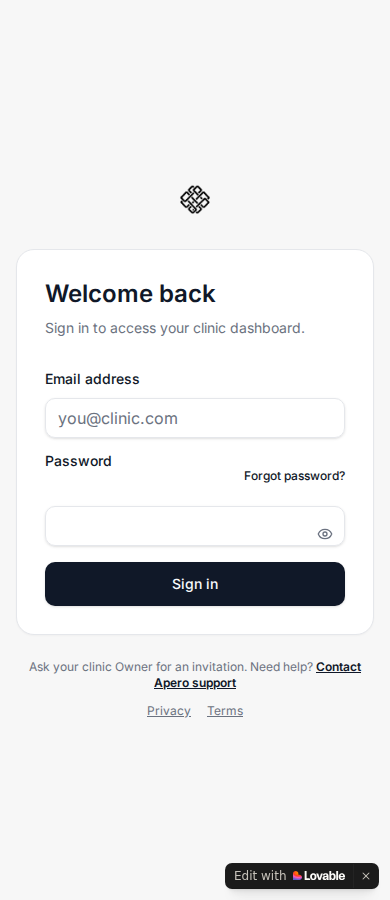 Welcome back
Sign in to access your clinic dashboard.
Email address
you@clinic.com
Password
Forgot password?
Sign in
Ask your clinic Owner for an invitation. Need help? Contact
Apero support
Privacy Terms
Edit with Lovable ×